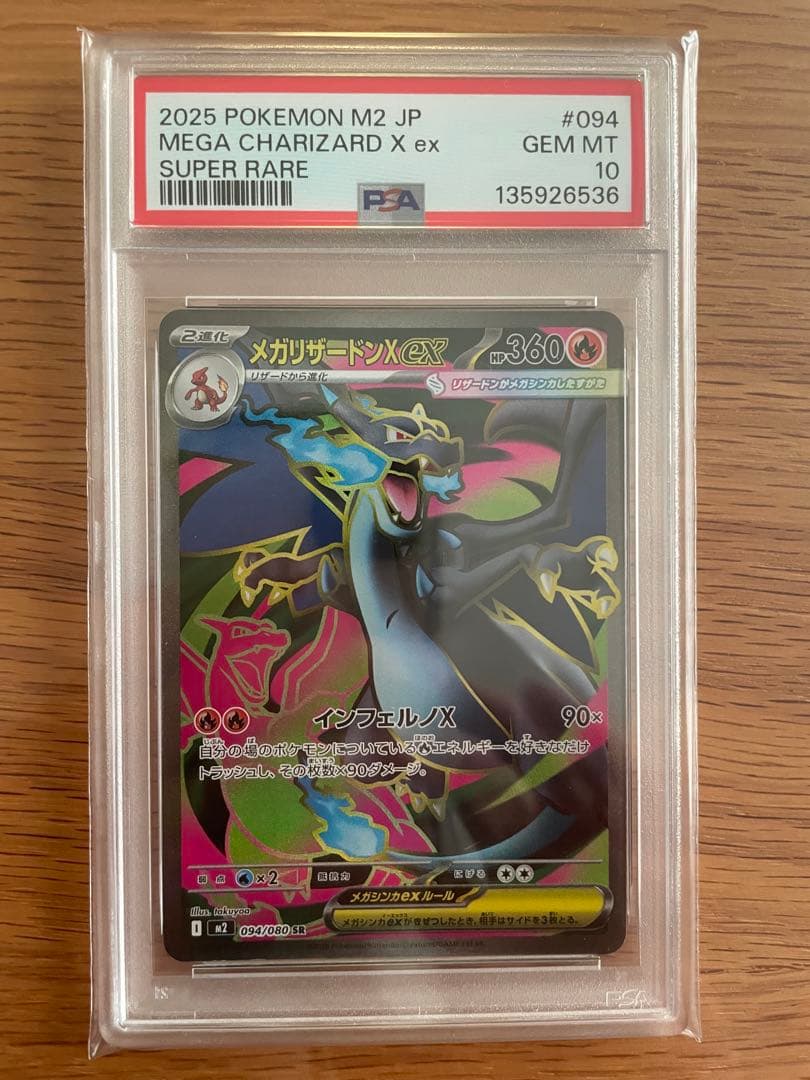 2025 POKEMON M2 JP #094
MEGA CHARIZARD X ex GEM MT
SUPER RARE 10
PSA 135926536
2進化 メガリザードンXex HP360
リザードから進化 リザードンがメガシンカしたすがた
インフェルノX 90×
自分の場のポケモンについているエネルギーを好きなだけ
トラッシュし、その枚数×90ダメージ。
弱点 ×2 抵抗力 にげる
メガシンカexルール
メガシンカexがきぜつしたとき、相手はサイドを3枚とる。
Illus. takuyoa
I M2 094/080 SR
PSA